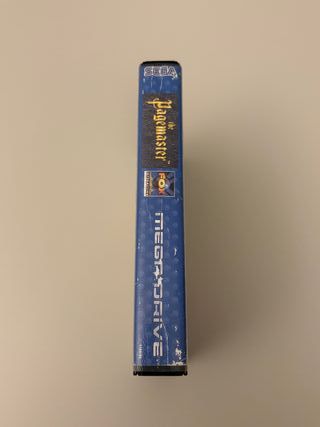 SEGA
the
Pagemaster
FOX
MEGA DRIVE